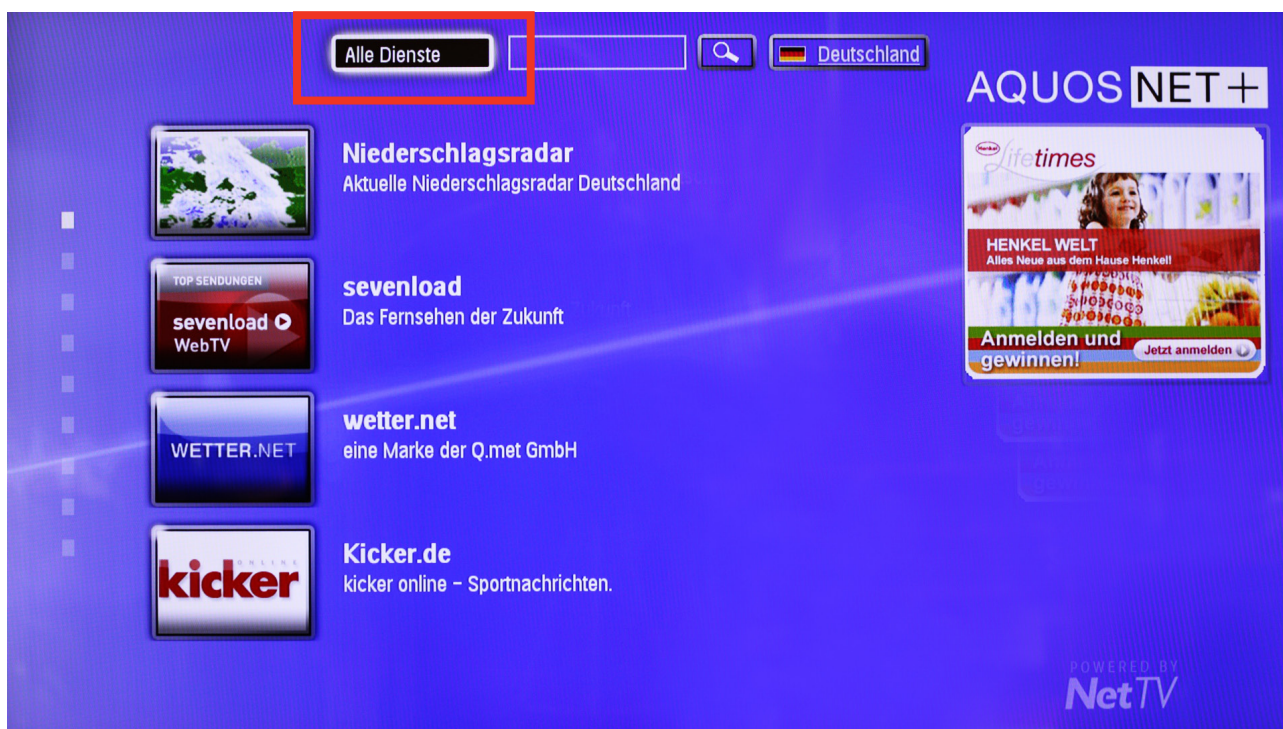 Alle Dienste
Deutschland
AQUOS NET+
Niederschlagsradar
Aktuelle Niederschlagsradar Deutschland
TOP SENDUNGEN
sevenload
WebTV
sevenload
Das Fernsehen der Zukunft
WETTER.NET
wetter.net
eine Marke der Q.met GmbH
ONLINE
kicker
Kicker.de
kicker online – Sportnachrichten.
Henkel
Lifetimes
HENKEL WELT
Alles Neue aus dem Hause Henkel!
Anmelden und
gewinnen!
Jetzt anmelden
POWERED BY
NetTV